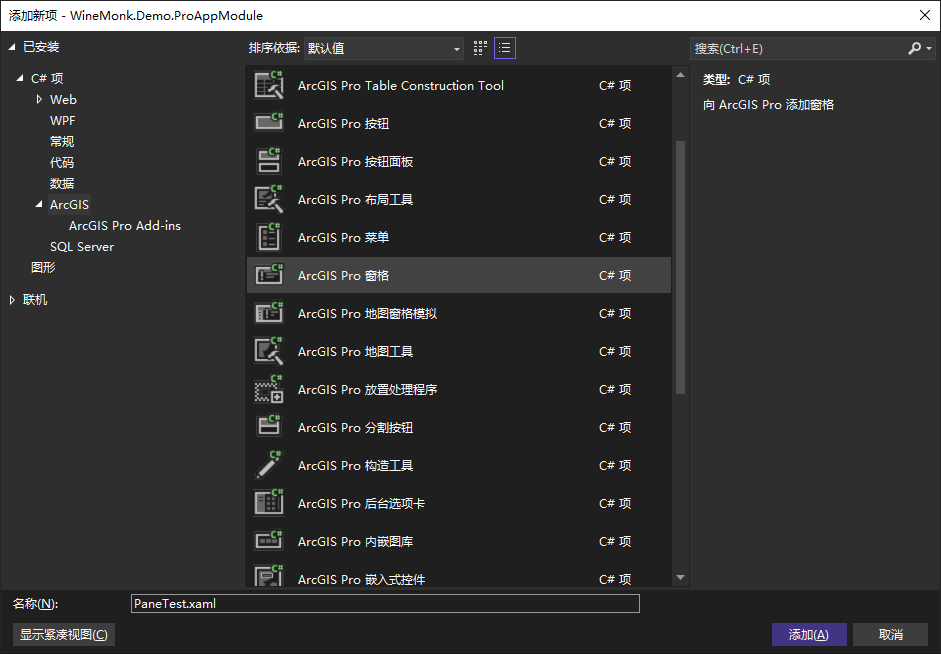 添加新项 - WineMonk.Demo.ProAppModule
已安装
C# 项
Web
WPF
常规
代码
数据
ArcGIS
ArcGIS Pro Add-ins
SQL Server
图形
联机
排序依据: 默认值
ArcGIS Pro Table Construction Tool C# 项
ArcGIS Pro 按钮 C# 项
ArcGIS Pro 按钮面板 C# 项
ArcGIS Pro 布局工具 C# 项
ArcGIS Pro 菜单 C# 项
ArcGIS Pro 窗格 C# 项
ArcGIS Pro 地图窗格模拟 C# 项
ArcGIS Pro 地图工具 C# 项
ArcGIS Pro 放置处理程序 C# 项
ArcGIS Pro 分割按钮 C# 项
ArcGIS Pro 构造工具 C# 项
ArcGIS Pro 后台选项卡 C# 项
ArcGIS Pro 内嵌图库 C# 项
ArcGIS Pro 嵌入式控件 C# 项
搜索(Ctrl+E)
类型: C# 项
向 ArcGIS Pro 添加窗格
名称(N): PaneTest.xaml
显示紧凑视图(C) 添加(A) 取消